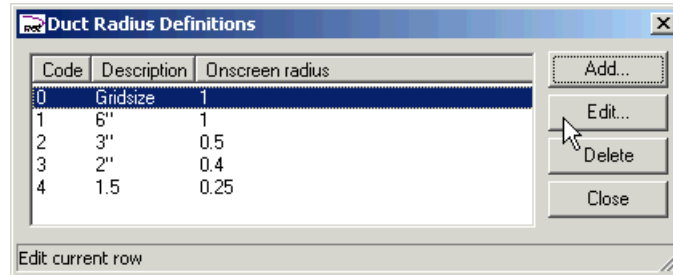 Duct Radius Definitions
Code Description Onscreen radius
0 Gridsize 1
1 6" 1
2 3" 0.5
3 2" 0.4
4 1.5 0.25
Add...
Edit...
Delete
Close
Edit current row